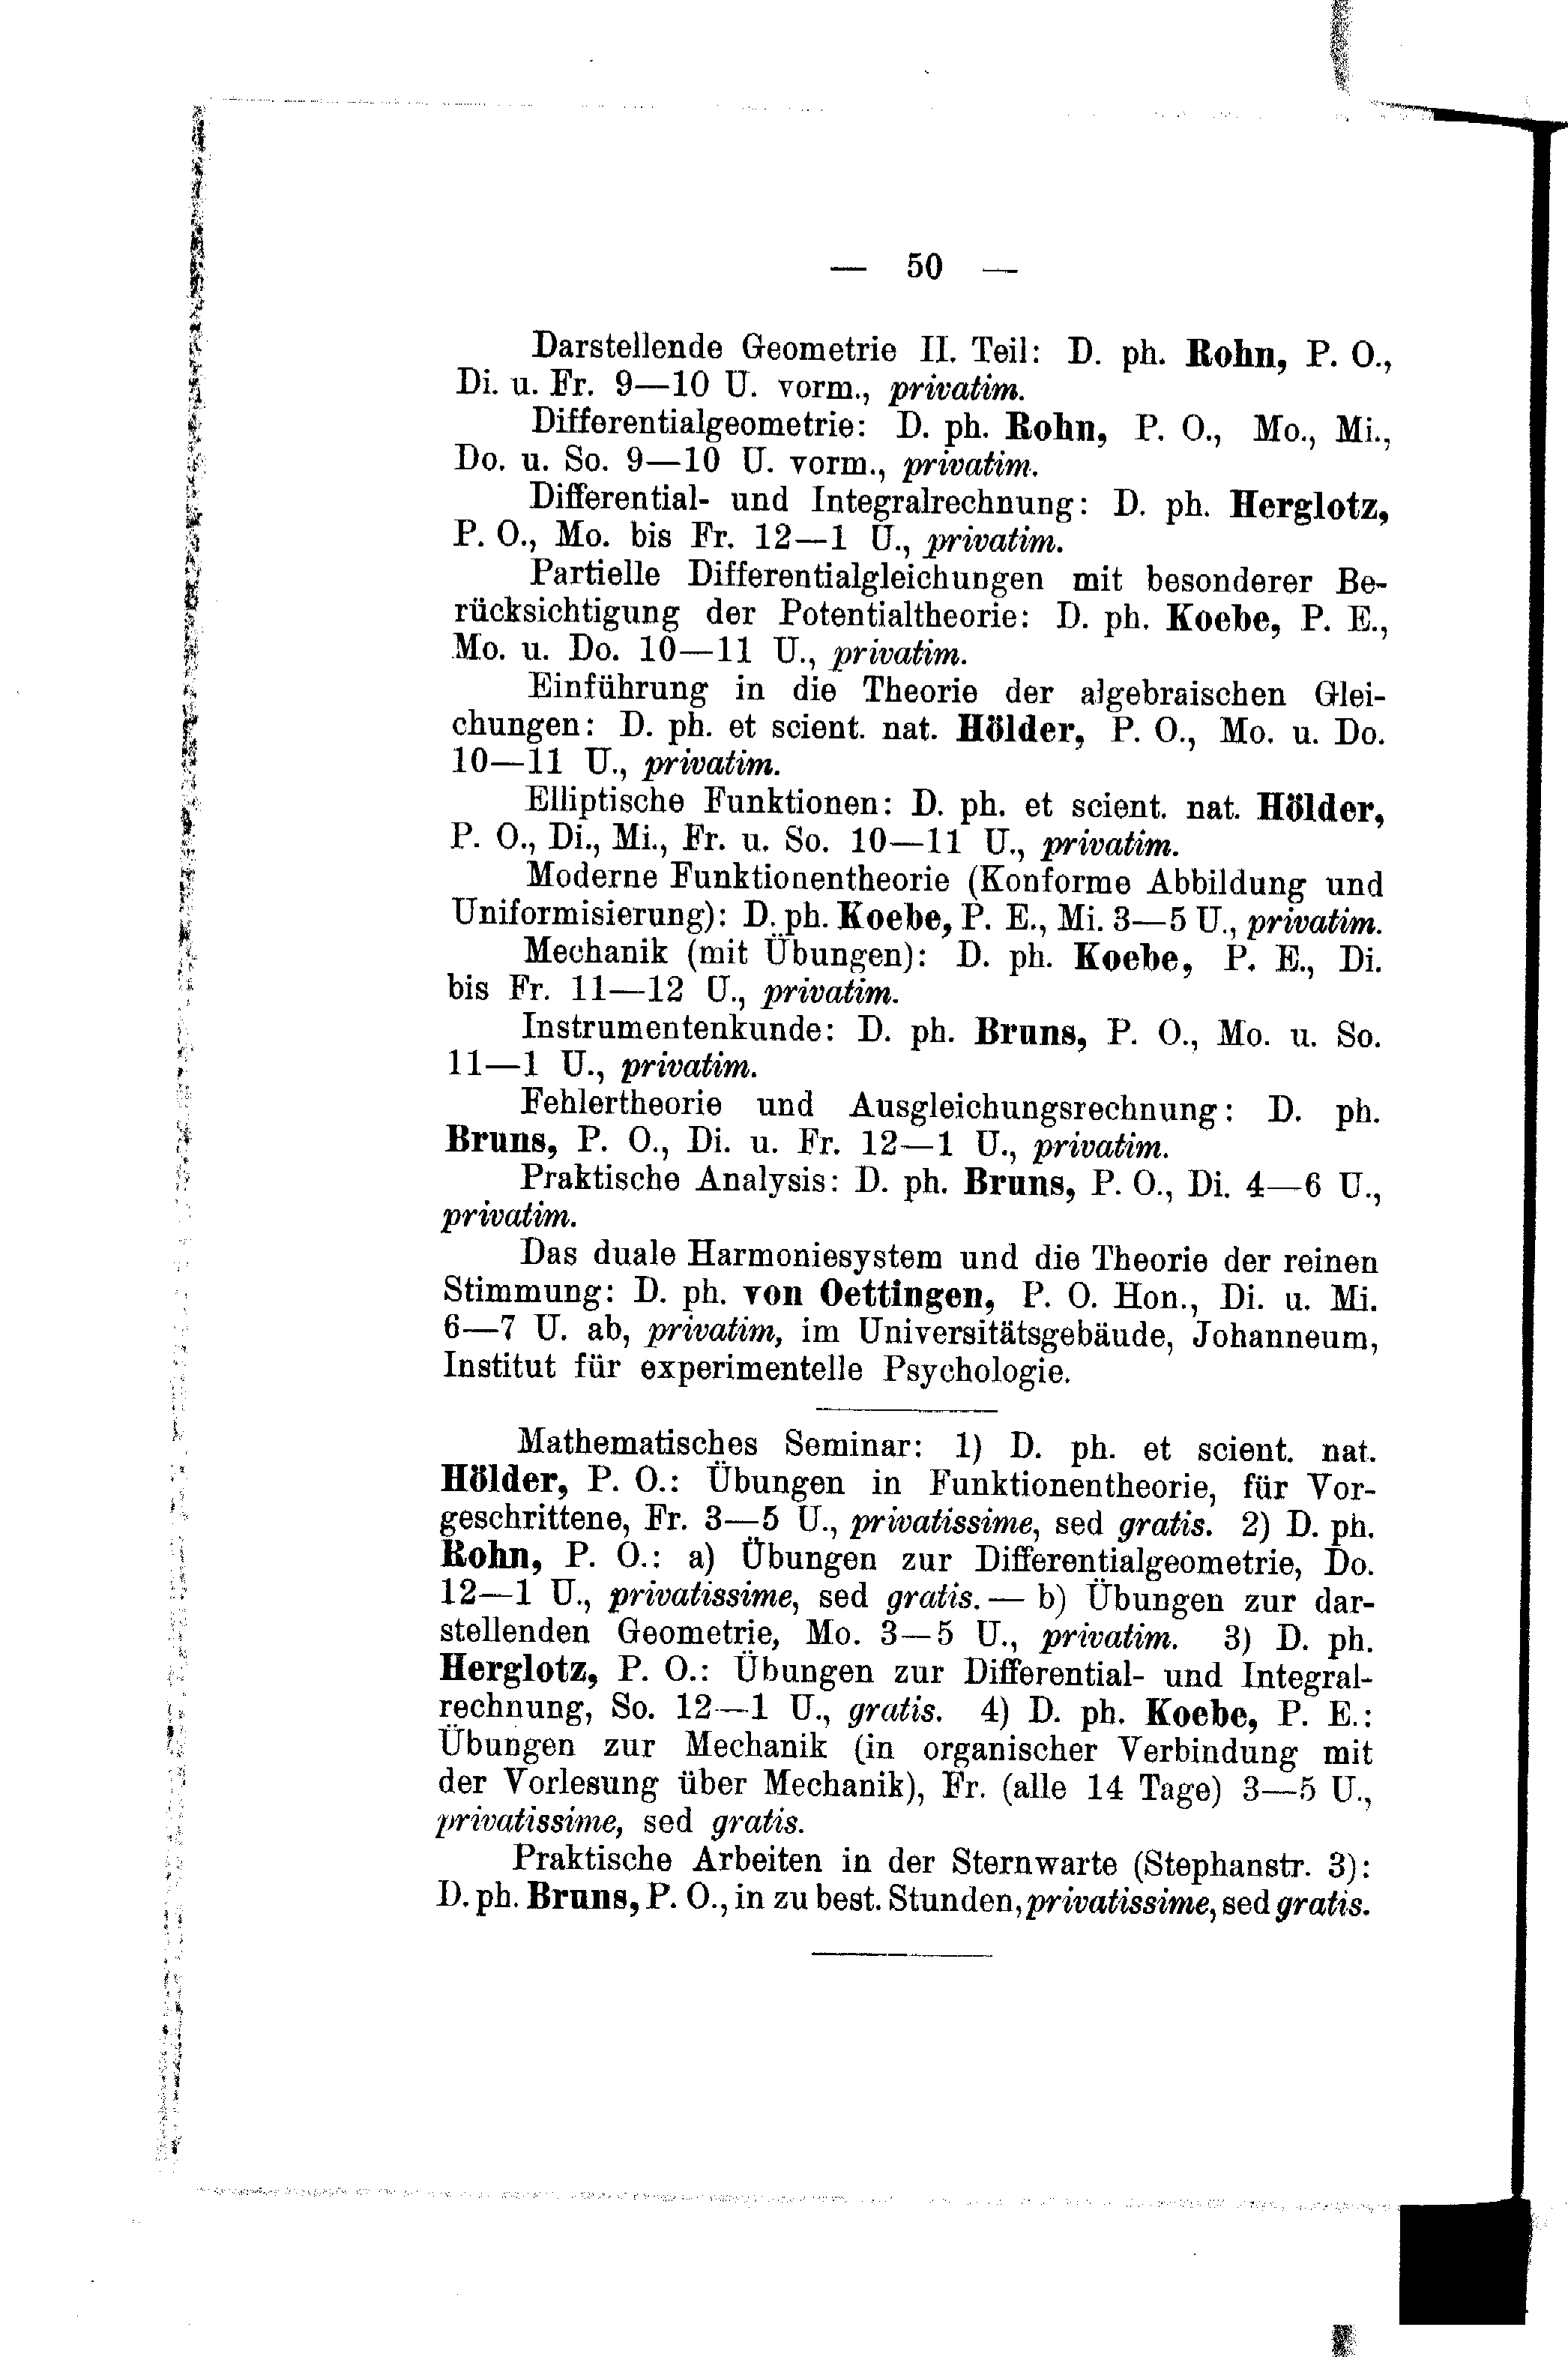 — 50 —
Darstellende Geometrie II. Teil: D. ph. Rohn, P. O.,
Di. u. Fr. 9—10 U. vorm., privatim.
Differentialgeometrie: D. ph. Rohn, P. O., Mo., Mi.,
Do. u. So. 9—10 U. vorm., privatim.
Differential- und Integralrechnung: D. ph. Herglotz,
P. O., Mo. bis Fr. 12—1 U., privatim.
Partielle Differentialgleichungen mit besonderer Be-
rücksichtigung der Potentialtheorie: D. ph. Koebe, P. E.,
Mo. u. Do. 10—11 U., privatim.
Einführung in die Theorie der algebraischen Glei-
chungen: D. ph. et scient. nat. Hölder, P. O., Mo. u. Do.
10—11 U., privatim.
Elliptische Funktionen: D. ph. et scient. nat. Hölder,
P. O., Di., Mi., Fr. u. So. 10—11 U., privatim.
Moderne Funktionentheorie (Konforme Abbildung und
Uniformisierung): D. ph. Koebe, P. E., Mi. 3—5 U., privatim.
Mechanik (mit Übungen): D. ph. Koebe, P. E., Di.
bis Fr. 11—12 U., privatim.
Instrumentenkunde: D. ph. Bruns, P. O., Mo. u. So.
11—1 U., privatim.
Fehlertheorie und Ausgleichungsrechnung: D. ph.
Bruns, P. O., Di. u. Fr. 12—1 U., privatim.
Praktische Analysis: D. ph. Bruns, P. O., Di. 4—6 U.,
privatim.
Das duale Harmoniesystem und die Theorie der reinen
Stimmung: D. ph. von Oettingen, P. O. Hon., Di. u. Mi.
6—7 U. ab, privatim, im Universitätsgebäude, Johanneum,
Institut für experimentelle Psychologie.
Mathematisches Seminar: 1) D. ph. et scient. nat.
Hölder, P. O.: Übungen in Funktionentheorie, für Vor-
geschrittene, Fr. 3—5 U., privatissime, sed gratis. 2) D. ph.
Rohn, P. O.: a) Übungen zur Differentialgeometrie, Do.
12—1 U., privatissime, sed gratis. — b) Übungen zur dar-
stellenden Geometrie, Mo. 3—5 U., privatim. 3) D. ph.
Herglotz, P. O.: Übungen zur Differential- und Integral-
rechnung, So. 12—1 U., gratis. 4) D. ph. Koebe, P. E.:
Übungen zur Mechanik (in organischer Verbindung mit
der Vorlesung über Mechanik), Fr. (alle 14 Tage) 3—5 U.,
privatissime, sed gratis.
Praktische Arbeiten in der Sternwarte (Stephanstr. 3):
D. ph. Bruns, P. O., in zu best. Stunden, privatissime, sed gratis.